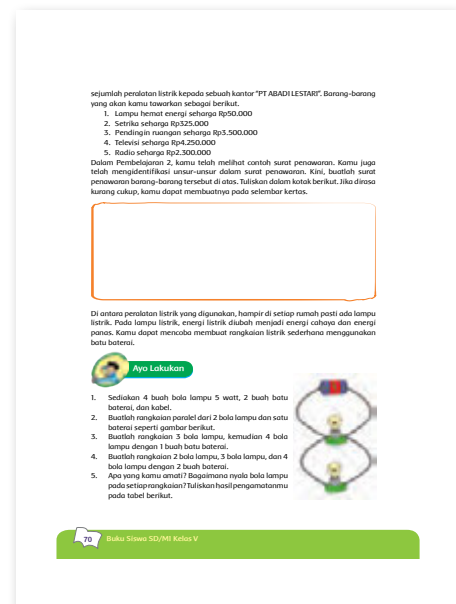 sejumlah peralatan listrik kepada sebuah kantor "PT ABADI LESTARI". Barang-barang
yang akan kamu tawarkan sebagai berikut.
1. Lampu hemat energi seharga Rp50.000
2. Setrika seharga Rp325.000
3. Pendingin ruangan seharga Rp3.500.000
4. Televisi seharga Rp4.250.000
5. Radio seharga Rp2.300.000
Dalam Pembelajaran 2, kamu telah melihat contoh surat penawaran. Kamu juga
telah mengidentifikasi unsur-unsur dalam surat penawaran. Kini, buatlah surat
penawaran barang-barang tersebut di atas. Tuliskan dalam kotak berikut. Jika dirasa
kurang cukup, kamu dapat membuatnya pada selembar kertas.
Di antara peralatan listrik yang digunakan, hampir di setiap rumah pasti ada lampu
listrik. Pada lampu listrik, energi listrik diubah menjadi energi cahaya dan energi
panas. Kamu dapat mencoba membuat rangkaian listrik sederhana menggunakan
batu baterai.
Ayo Lakukan
1. Sediakan 4 buah bola lampu 5 watt, 2 buah batu
baterai, dan kabel.
2. Buatlah rangkaian paralel dari 2 bola lampu dan satu
baterai seperti gambar berikut.
3. Buatlah rangkaian 3 bola lampu, kemudian 4 bola
lampu dengan 1 buah batu baterai.
4. Buatlah rangkaian 2 bola lampu, 3 bola lampu, dan 4
bola lampu dengan 2 buah baterai.
5. Apa yang kamu amati? Bagaimana nyala bola lampu
pada setiap rangkaian? Tuliskan hasil pengamatanmu
pada tabel berikut.
70 Buku Siswa SD/MI Kelas V